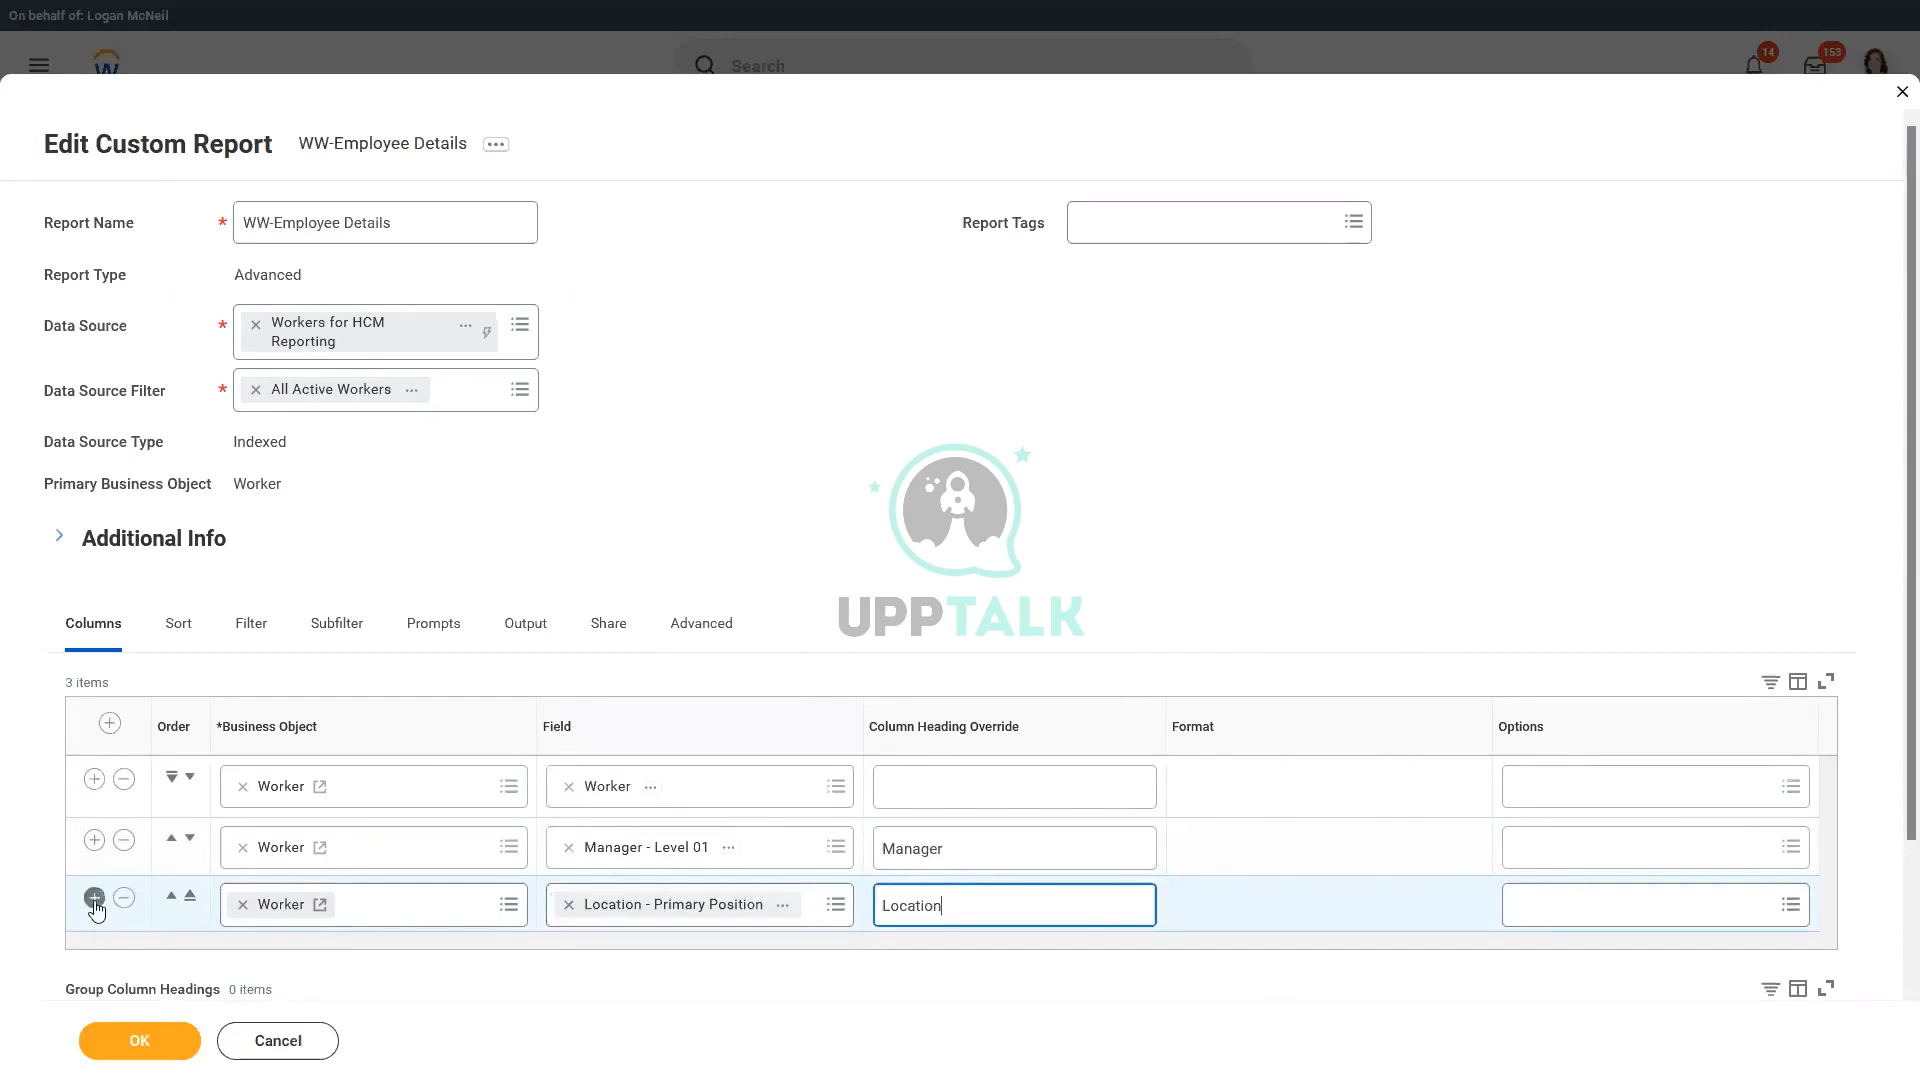 On behalf of: Logan McNeil
W
Search
14
153
Edit Custom Report WW-Employee Details
Report Name * WW-Employee Details
Report Tags
Report Type Advanced
Data Source * Workers for HCM
Reporting
Data Source Filter * All Active Workers
Data Source Type Indexed
Primary Business Object Worker
Additional Info
UPPTALK
Columns Sort Filter Subfilter Prompts Output Share Advanced
3 items
Order *Business Object Field Column Heading Override Format Options
Worker Worker
Worker Manager - Level 01 Manager
Worker Location - Primary Position Location
Group Column Headings 0 items
OK Cancel